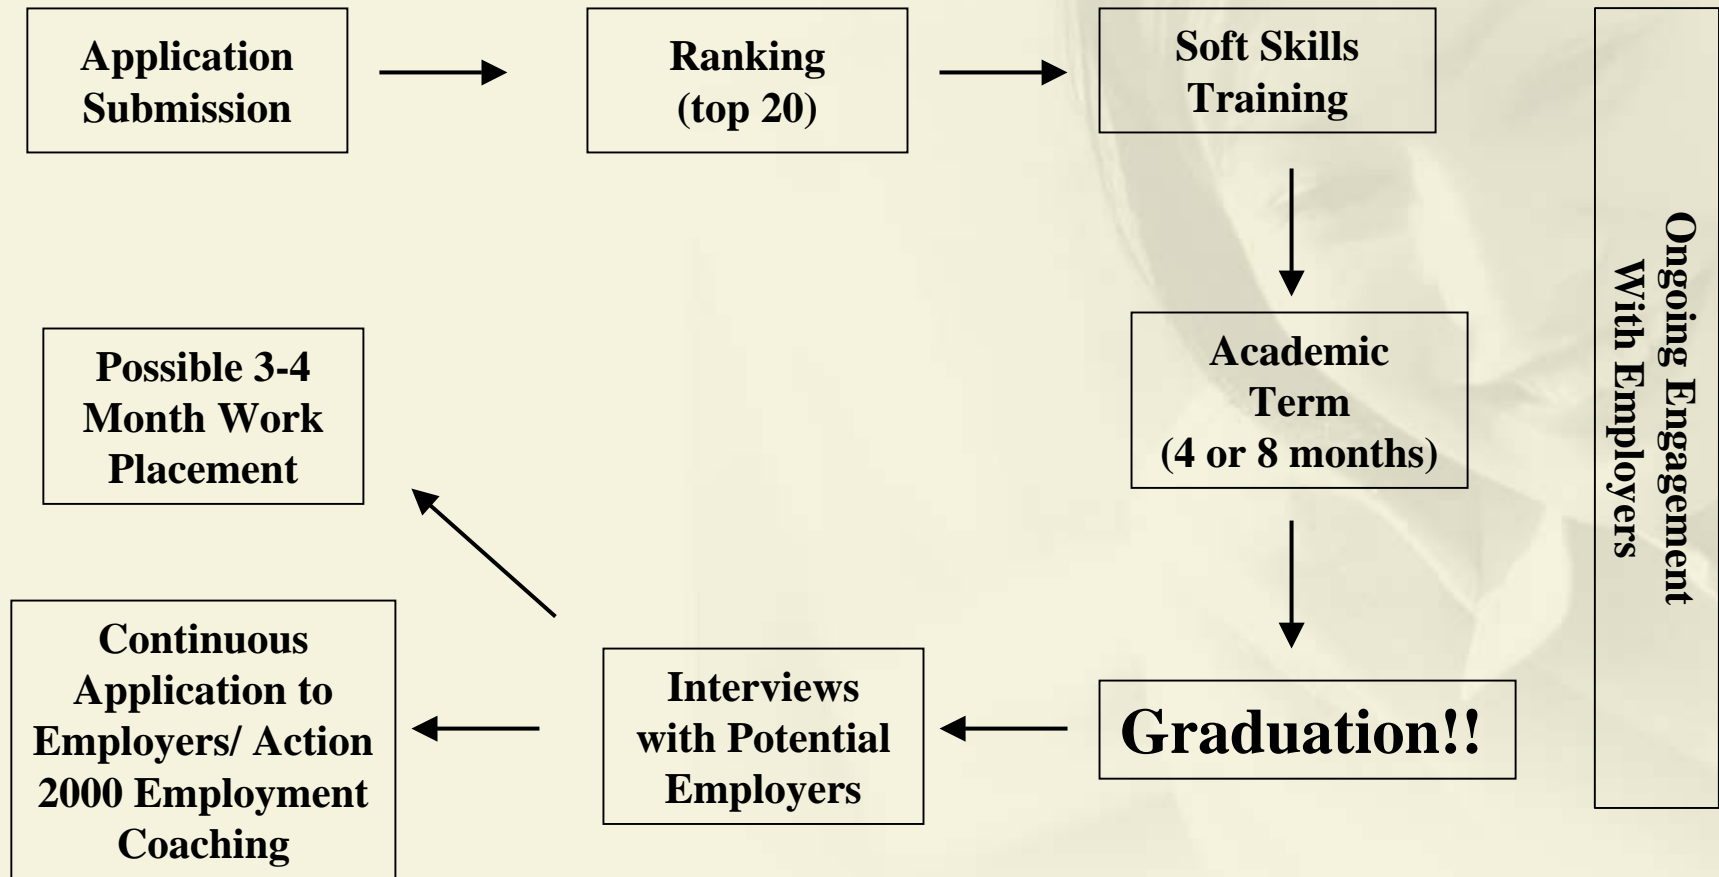 Application
Submission
Ranking
(top 20)
Soft Skills
Training
Ongoing Engagement
With Employers
Academic
Term
(4 or 8 months)
Graduation!!
Interviews
with Potential
Employers
Possible 3-4
Month Work
Placement
Continuous
Application to
Employers/ Action
2000 Employment
Coaching